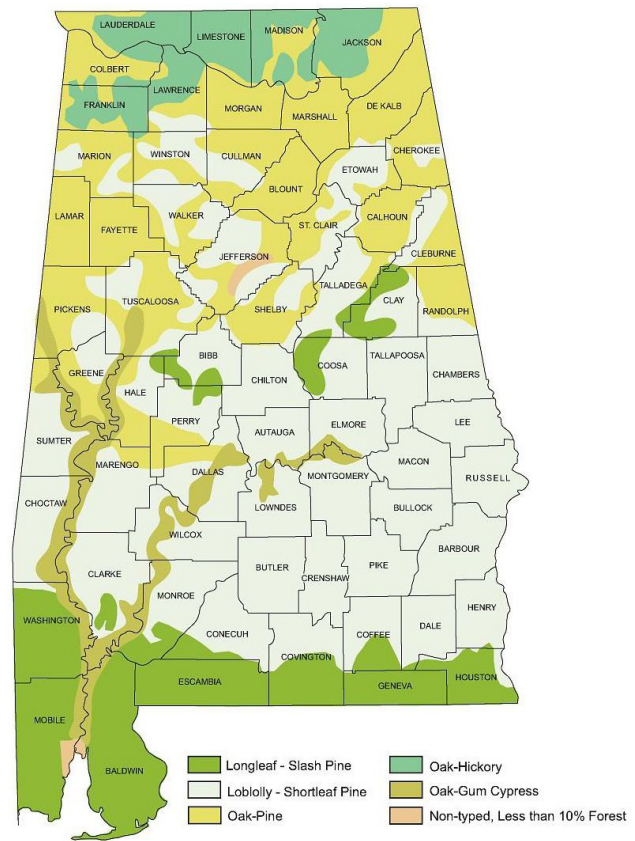 LAUDERDALE
LIMESTONE
MADISON
JACKSON
COLBERT
LAWRENCE
FRANKLIN
MORGAN
MARSHALL
DE KALB
MARION
WINSTON
CULLMAN
ETOWAH
CHEROKEE
BLOUNT
LAMAR
FAYETTE
WALKER
ST. CLAIR
CALHOUN
JEFFERSON
CLEBURNE
TALLADEGA
PICKENS
TUSCALOOSA
SHELBY
CLAY
RANDOLPH
GREENE
BIBB
COOSA
TALLAPOOSA
CHAMBERS
HALE
CHILTON
PERRY
LEE
SUMTER
AUTAUGA
ELMORE
MARENGO
DALLAS
MACON
MONTGOMERY
RUSSELL
CHOCTAW
LOWNDES
BULLOCK
WILCOX
BARBOUR
CLARKE
BUTLER
CRENSHAW
PIKE
MONROE
HENRY
WASHINGTON
CONECUH
COFFEE
DALE
COVINGTON
HOUSTON
ESCAMBIA
GENEVA
MOBILE
BALDWIN
Longleaf - Slash Pine
Loblolly - Shortleaf Pine
Oak-Pine
Oak-Hickory
Oak-Gum Cypress
Non-typed, Less than 10% Forest